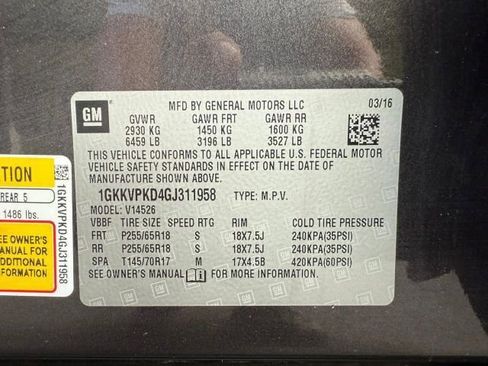 GM
MFD BY GENERAL MOTORS LLC 03/16
GVWR GAWR FRT GAWR RR
2930 KG 1450 KG 1600 KG
6459 LB 3196 LB 3527 LB
THIS VEHICLE CONFORMS TO ALL APPLICABLE U.S. FEDERAL MOTOR
VEHICLE SAFETY STANDARDS IN EFFECT ON THE DATE OF
MANUFACTURE SHOWN ABOVE.
1GKKVPKD4GJ311958 TYPE: M.P.V.
MODEL: V14526
VBBF TIRE SIZE SPEED RTG RIM COLD TIRE PRESSURE
FRT P255/65R18 S 18X7.5J 240KPA(35PSI)
RR P255/65R18 S 18X7.5J 240KPA(35PSI)
SPA T145/70R17 M 17X4.5B 420KPA(60PSI)
SEE OWNER'S MANUAL FOR MORE INFORMATION.
REAR 5
1486 lbs.
SEE OWNER'S
MANUAL FOR
ADDITIONAL
1GKKVPKD4GJ311958